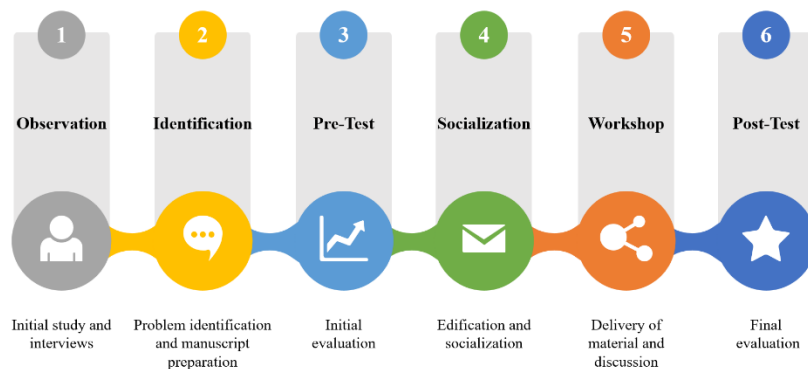 1
2
3
4
5
6
Observation
Identification
Pre-Test
Socialization
Workshop
Post-Test
Initial study and
interviews
Problem identification
and manuscript
preparation
Initial
evaluation
Edification and
socialization
Delivery of
material and
discussion
Final
evaluation